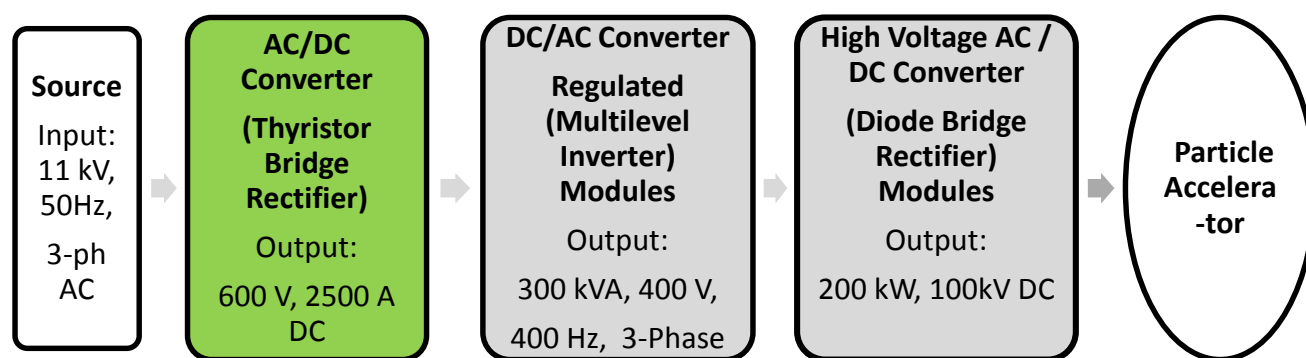 Source
Input:
11 kV,
50Hz,
3-ph
AC
AC/DC
Converter
(Thyristor
Bridge
Rectifier)
Output:
600 V, 2500 A
DC
DC/AC Converter
Regulated
(Multilevel
Inverter)
Modules
Output:
300 kVA, 400 V,
400 Hz, 3-Phase
High Voltage AC /
DC Converter
(Diode Bridge
Rectifier)
Modules
Output:
200 kW, 100kV DC
Particle
Accelera
-tor